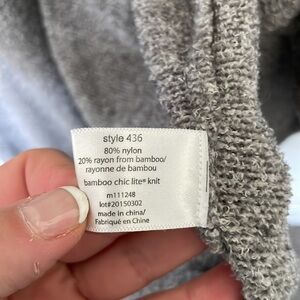 style 436
80% nylon
20% rayon from bamboo/
rayonne de bambou
bamboo chic lite® knit
m111248
lot#20150302
made in china/
Fabriqué en Chine